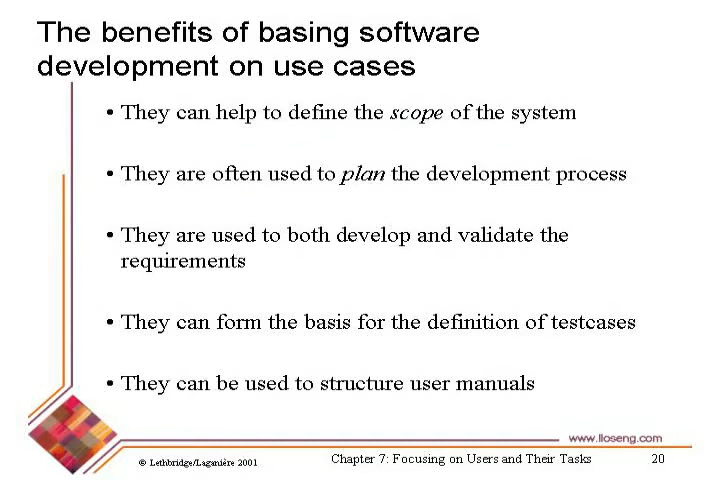 The benefits of basing software
development on use cases
• They can help to define the scope of the system
• They are often used to plan the development process
• They are used to both develop and validate the
requirements
• They can form the basis for the definition of testcases
• They can be used to structure user manuals
www.lloseng.com
© Lethbridge/Laganière 2001
Chapter 7: Focusing on Users and Their Tasks
20